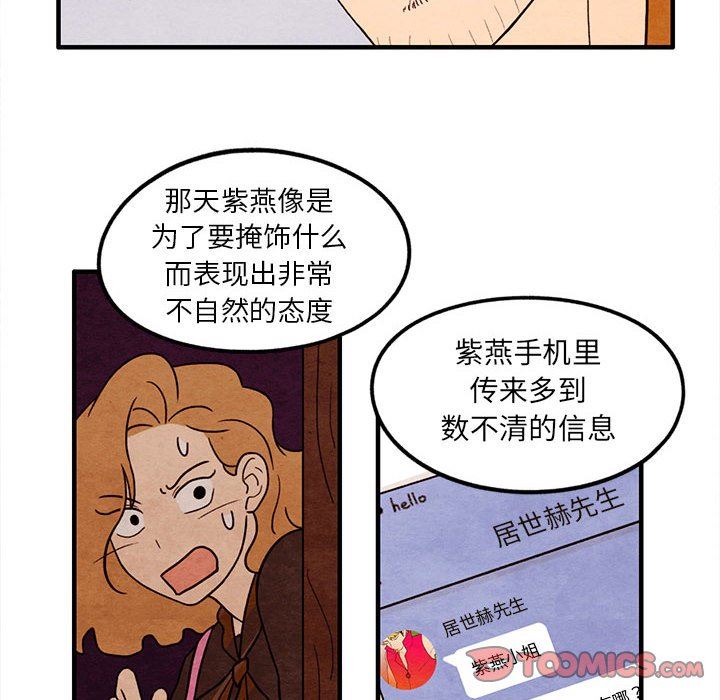 那天紫燕像是
为了要掩饰什么
而表现出非常
不自然的态度
紫燕手机里
传来多到
数不清的信息
hello
居世赫先生
居世赫先生
紫燕小姐
哪？
TOOMICS.COM